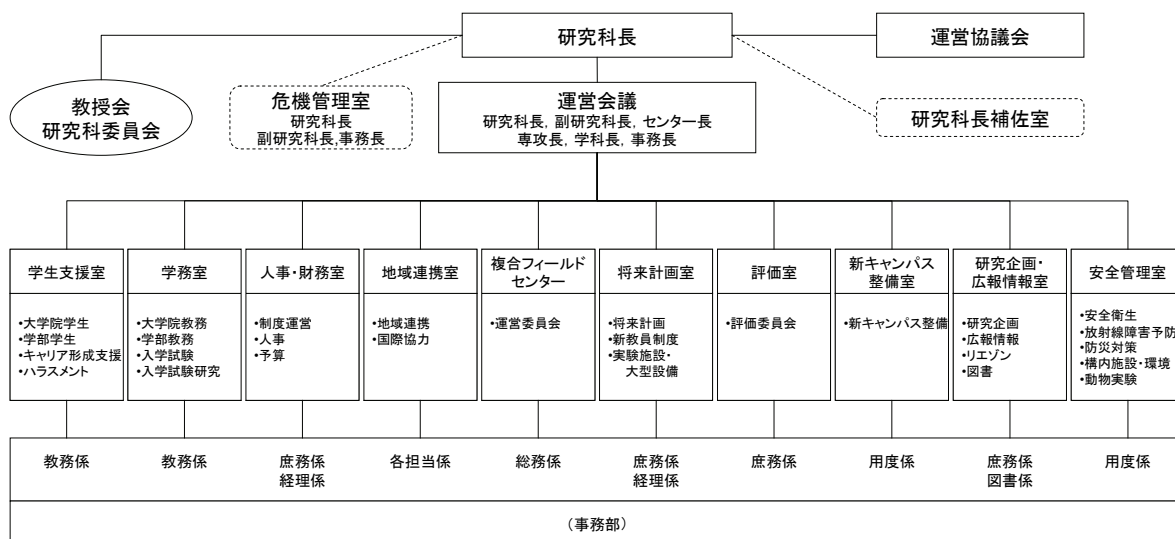 研究科長
運営協議会
教授会
研究科委員会
危機管理室
研究科長
副研究科長,事務長
運営会議
研究科長, 副研究科長, センター長
専攻長, 学科長, 事務長
研究科長補佐室
学生支援室
•大学院学生
•学部学生
•キャリア形成支援
•ハラスメント
学務室
•大学院教務
•学部教務
•入学試験
•入学試験研究
人事・財務室
•制度運営
•人事
•予算
地域連携室
•地域連携
•国際協力
複合フィールド
センター
•運営委員会
将来計画室
•将来計画
•新教員制度
•実験施設・
大型設備
評価室
•評価委員会
新キャンパス
整備室
•新キャンパス整備
研究企画・
広報情報室
•研究企画
•広報情報
•リエゾン
•図書
安全管理室
•安全衛生
•放射線障害予防
•防災対策
•構内施設・環境
•動物実験
教務係
教務係
庶務係
経理係
各担当係
総務係
庶務係
経理係
庶務係
用度係
庶務係
図書係
用度係
（事務部）